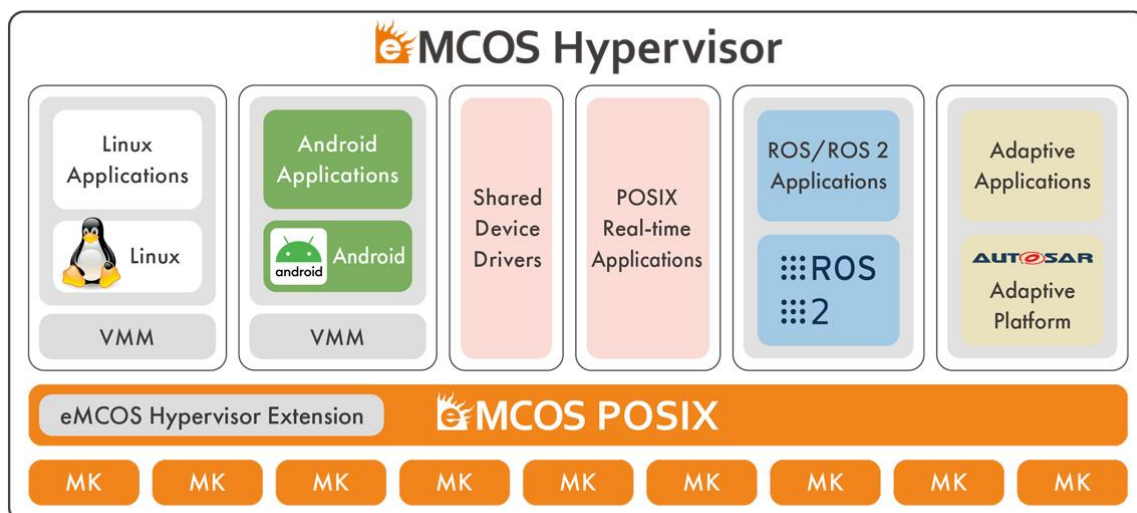 eMCOS Hypervisor
Linux
Applications
Linux
VMM
Android
Applications
android
Android
VMM
Shared
Device
Drivers
POSIX
Real-time
Applications
ROS/ROS 2
Applications
ROS
2
Adaptive
Applications
AUTOSAR
Adaptive
Platform
eMCOS Hypervisor Extension
eMCOS POSIX
MK
MK
MK
MK
MK
MK
MK
MK
MK